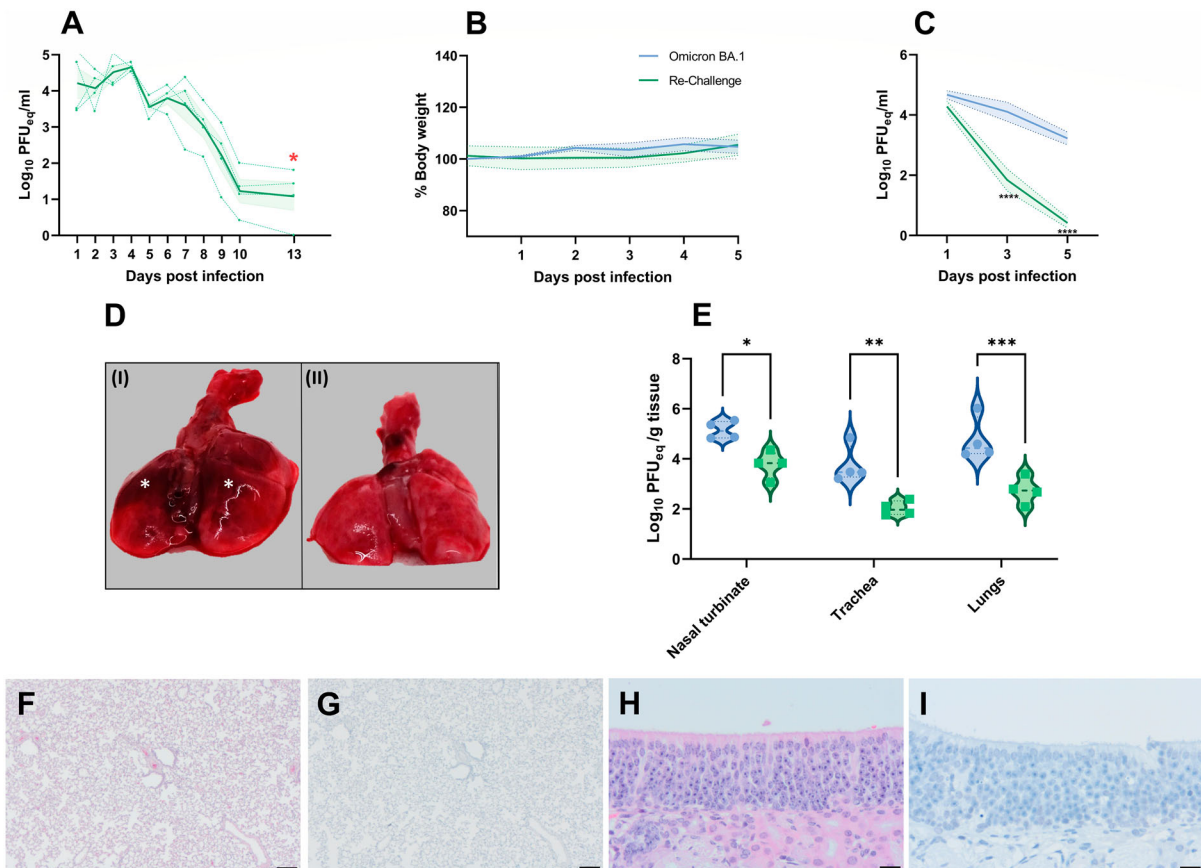 A
Log10 PFUeq/ml
5
4
3
2
1
0
*
1 2 3 4 5 6 7 8 9 10 13
Days post infection
B
% Body weight
140
120
100
80
Omicron BA.1
Re-Challenge
1 2 3 4 5
Days post infection
C
Log10 PFUeq/ml
6
4
2
0
****
****
1 3 5
Days post infection
D
(I)
* *
(II)
E
Log10 PFUeq /g tissue
8
6
4
2
0
* ** ***
Nasal turbinate
Trachea
Lungs
F
G
H
I